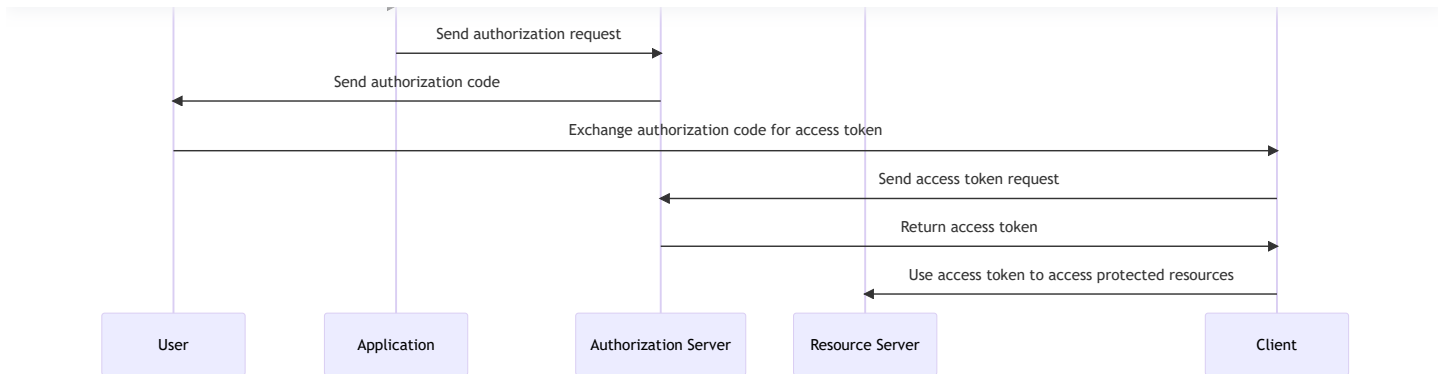 Send authorization request
Send authorization code
Exchange authorization code for access token
Send access token request
Return access token
Use access token to access protected resources
User
Application
Authorization Server
Resource Server
Client